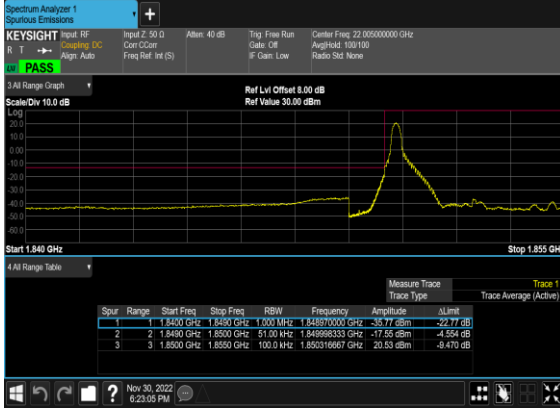 Spectrum Analyzer 1
Spurious Emissions
+
KEYSIGHT Input: RF Input Z: 50 Ω Atten: 40 dB Trig: Free Run Center Freq: 22.005000000 GHz
R T Coupling: DC Corr CCorr Gate: Off Avg|Hold: 100/100
Align: Auto Freq Ref: Int (S) IF Gain: Low Radio Std: None
PASS
3.All Range Graph
Ref Lvl Offset 8.00 dB
Scale/Div 10.0 dB Ref Value 30.00 dBm
Log
20.0
10.0
0.00
-10.0
-20.0
-30.0
-40.0
-50.0
-60.0
Start 1.840 GHz Stop 1.855 GH
4.All Range Table
Measure Trace Trace 1
Trace Type Trace Average (Active)
Spur Range Start Freq Stop Freq RBW Frequency Amplitude ΔLimit
1 1 1.8400 GHz 1.8490 GHz 1.000 MHz 1.848970000 GHz -35.77 dBm -22.77 dB
2 2 1.8490 GHz 1.8500 GHz 51.00 kHz 1.849998333 GHz -17.55 dBm -4.554 dB
3 3 1.8500 GHz 1.8550 GHz 100.0 kHz 1.850316667 GHz 20.53 dBm -9.470 dB
? Nov 30, 2022
6:23:05 PM